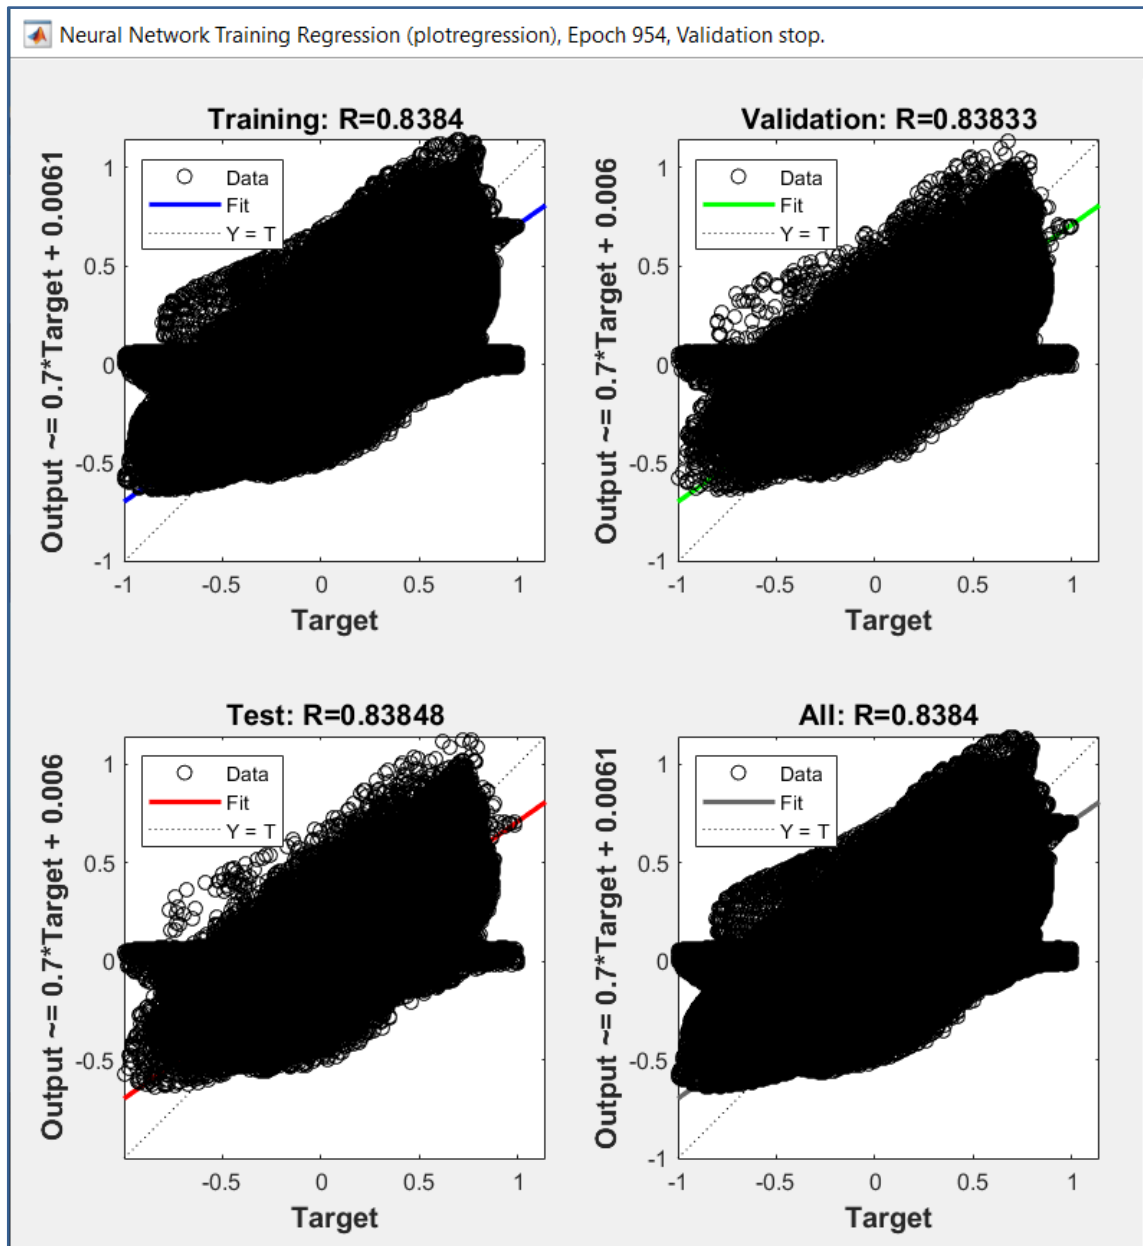 Neural Network Training Regression (plotregression), Epoch 954, Validation stop.
Training: R=0.8384
Output ~= 0.7*Target + 0.0061
Data
Fit
Y = T
1
0.5
0
-0.5
-1
-1 -0.5 0 0.5 1
Target
Validation: R=0.83833
Output ~= 0.7*Target + 0.006
Data
Fit
Y = T
1
0.5
0
-0.5
-1
-1 -0.5 0 0.5 1
Target
Test: R=0.83848
Output ~= 0.7*Target + 0.006
Data
Fit
Y = T
1
0.5
0
-0.5
-0.5 0 0.5 1
Target
All: R=0.8384
Output ~= 0.7*Target + 0.0061
Data
Fit
Y = T
1
0.5
0
-0.5
-1
-1 -0.5 0 0.5 1
Target